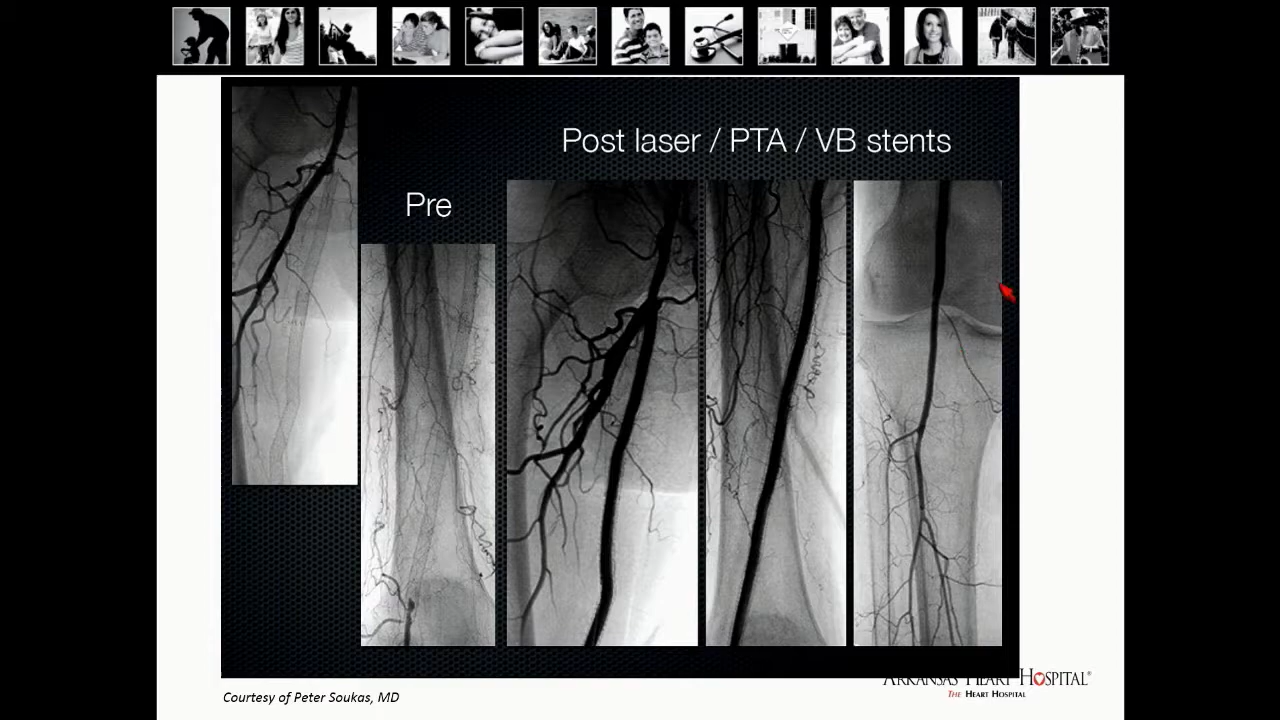 Post laser / PTA / VB stents
Pre
ARKANSAS HEART HOSPITAL®
THE HEART HOSPITAL
Courtesy of Peter Soukas, MD